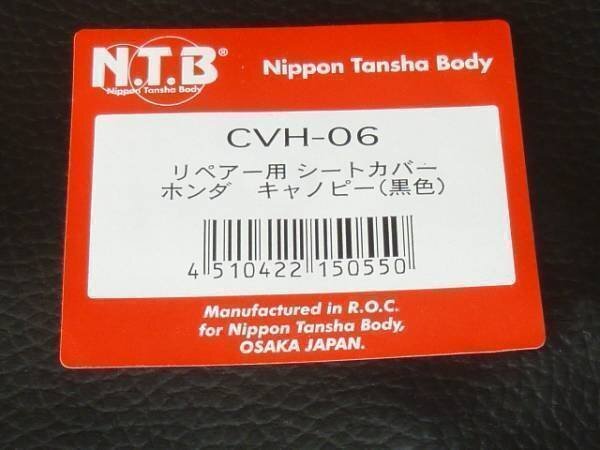 N.T.B®
Nippon Tansha Body
Nippon Tansha Body
CVH-06
リペアー用 シートカバー
ホンダ キャノピー(黒色)
4 510422 150550
Manufactured in R.O.C.
for Nippon Tansha Body,
OSAKA JAPAN.